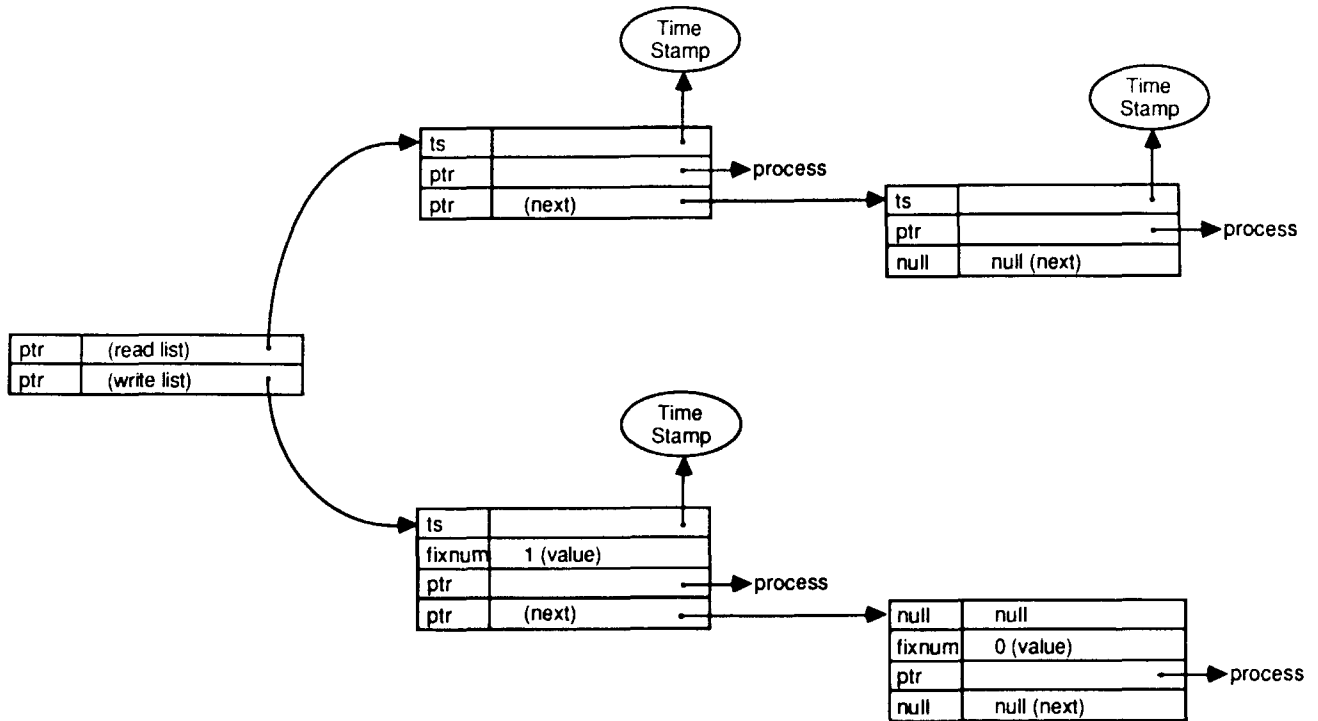 Time
Stamp
Time
Stamp
ts
ptr
process
ptr (next)
ts
ptr
process
null null (next)
ptr (read list)
ptr (write list)
Time
Stamp
ts
fixnum 1 (value)
ptr
process
ptr (next)
null null
fixnum 0 (value)
ptr
process
null null (next)